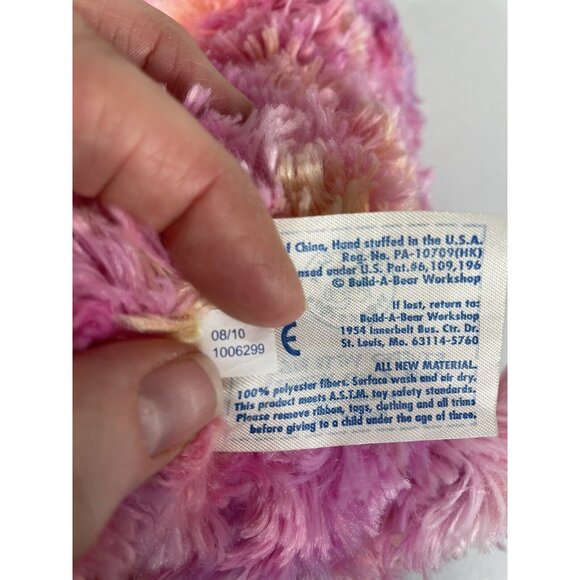 China, Hand stuffed in the U.S.A.
Reg. No. PA-10709(HK)
under U.S. Pat.#6,109,196
© Build-A-Bear Workshop
If lost, return to:
Build-A-Bear Workshop
1954 Innerbelt Bus. Ctr. Dr.
St. Louis, Mo. 63114-5760
08/10
1006299
CE
ALL NEW MATERIAL.
100% polyester fibers. Surface wash and air dry.
This product meets A.S.T.M. toy safety standards.
Please remove ribbon, tags, clothing and all trims
before giving to a child under the age of three.